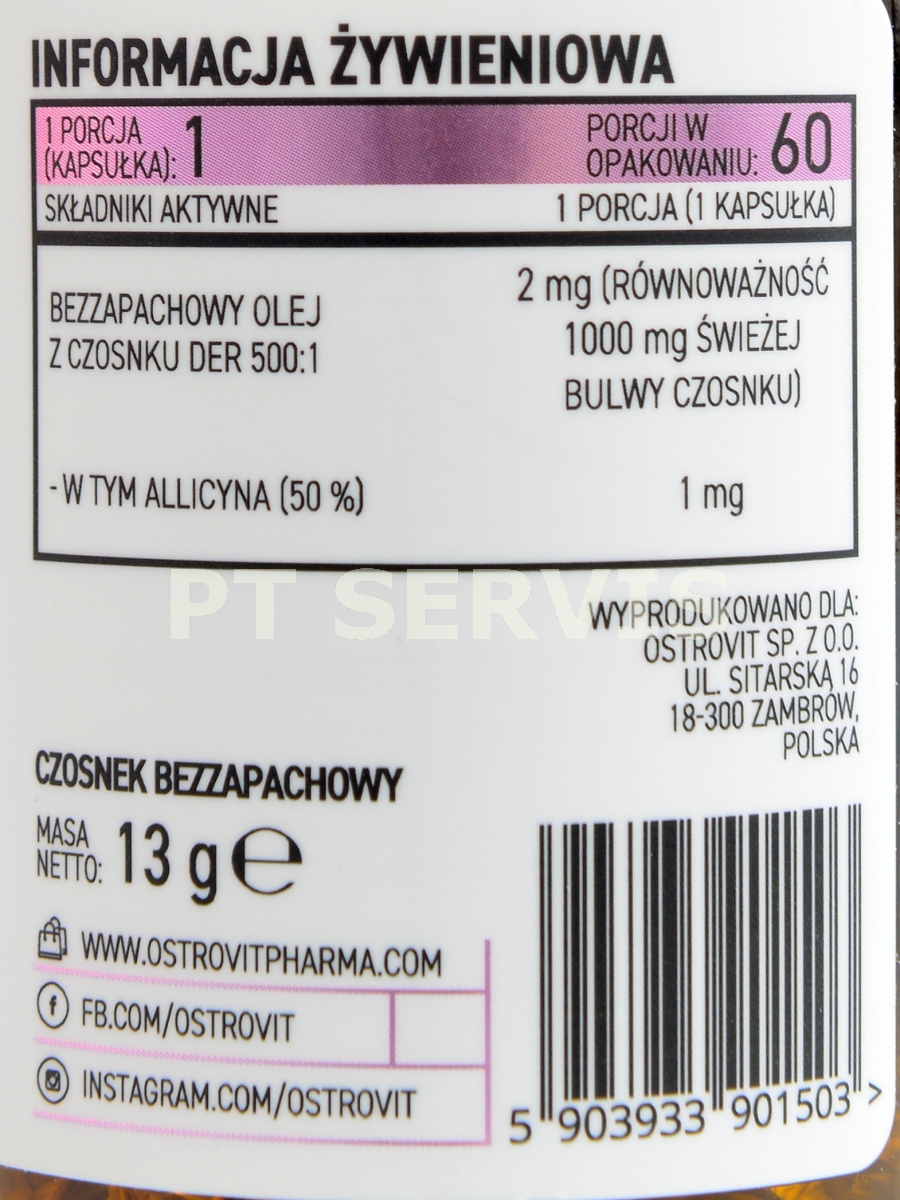 INFORMACJA ŻYWIENIOWA
1 PORCJA (KAPSUŁKA): 1
PORCJI W OPAKOWANIU: 60
SKŁADNIKI AKTYWNE
1 PORCJA (1 KAPSUŁKA)
BEZZAPACHOWY OLEJ
Z CZOSNKU DER 500:1
2 mg (RÓWNOWAŻNOŚĆ
1000 mg ŚWIEŻEJ
BULWY CZOSNKU)
- W TYM ALLICYNA (50 %)
1 mg
PT SERVIS
WYPRODUKOWANO DLA:
OSTROVIT SP. Z O.O.
UL. SITARSKA 16
18-300 ZAMBRÓW,
POLSKA
CZOSNEK BEZZAPACHOWY
MASA
NETTO: 13 g ℮
WWW.OSTROVITPHARMA.COM
FB.COM/OSTROVIT
INSTAGRAM.COM/OSTROVIT
5 903933 901503 >